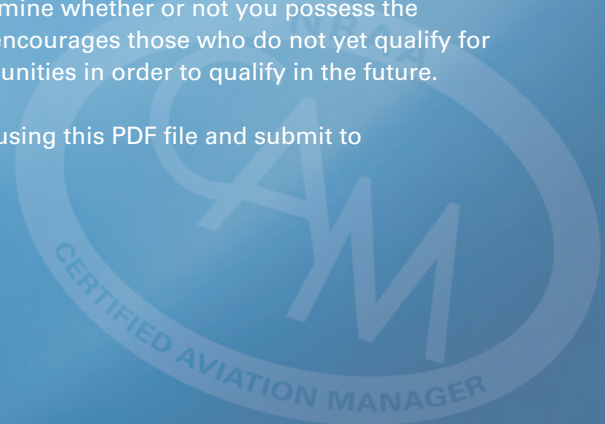 mine whether or not you possess the
encourages those who do not yet qualify for
unities in order to qualify in the future.
using this PDF file and submit to
NBAA
CAM
CERTIFIED AVIATION MANAGER